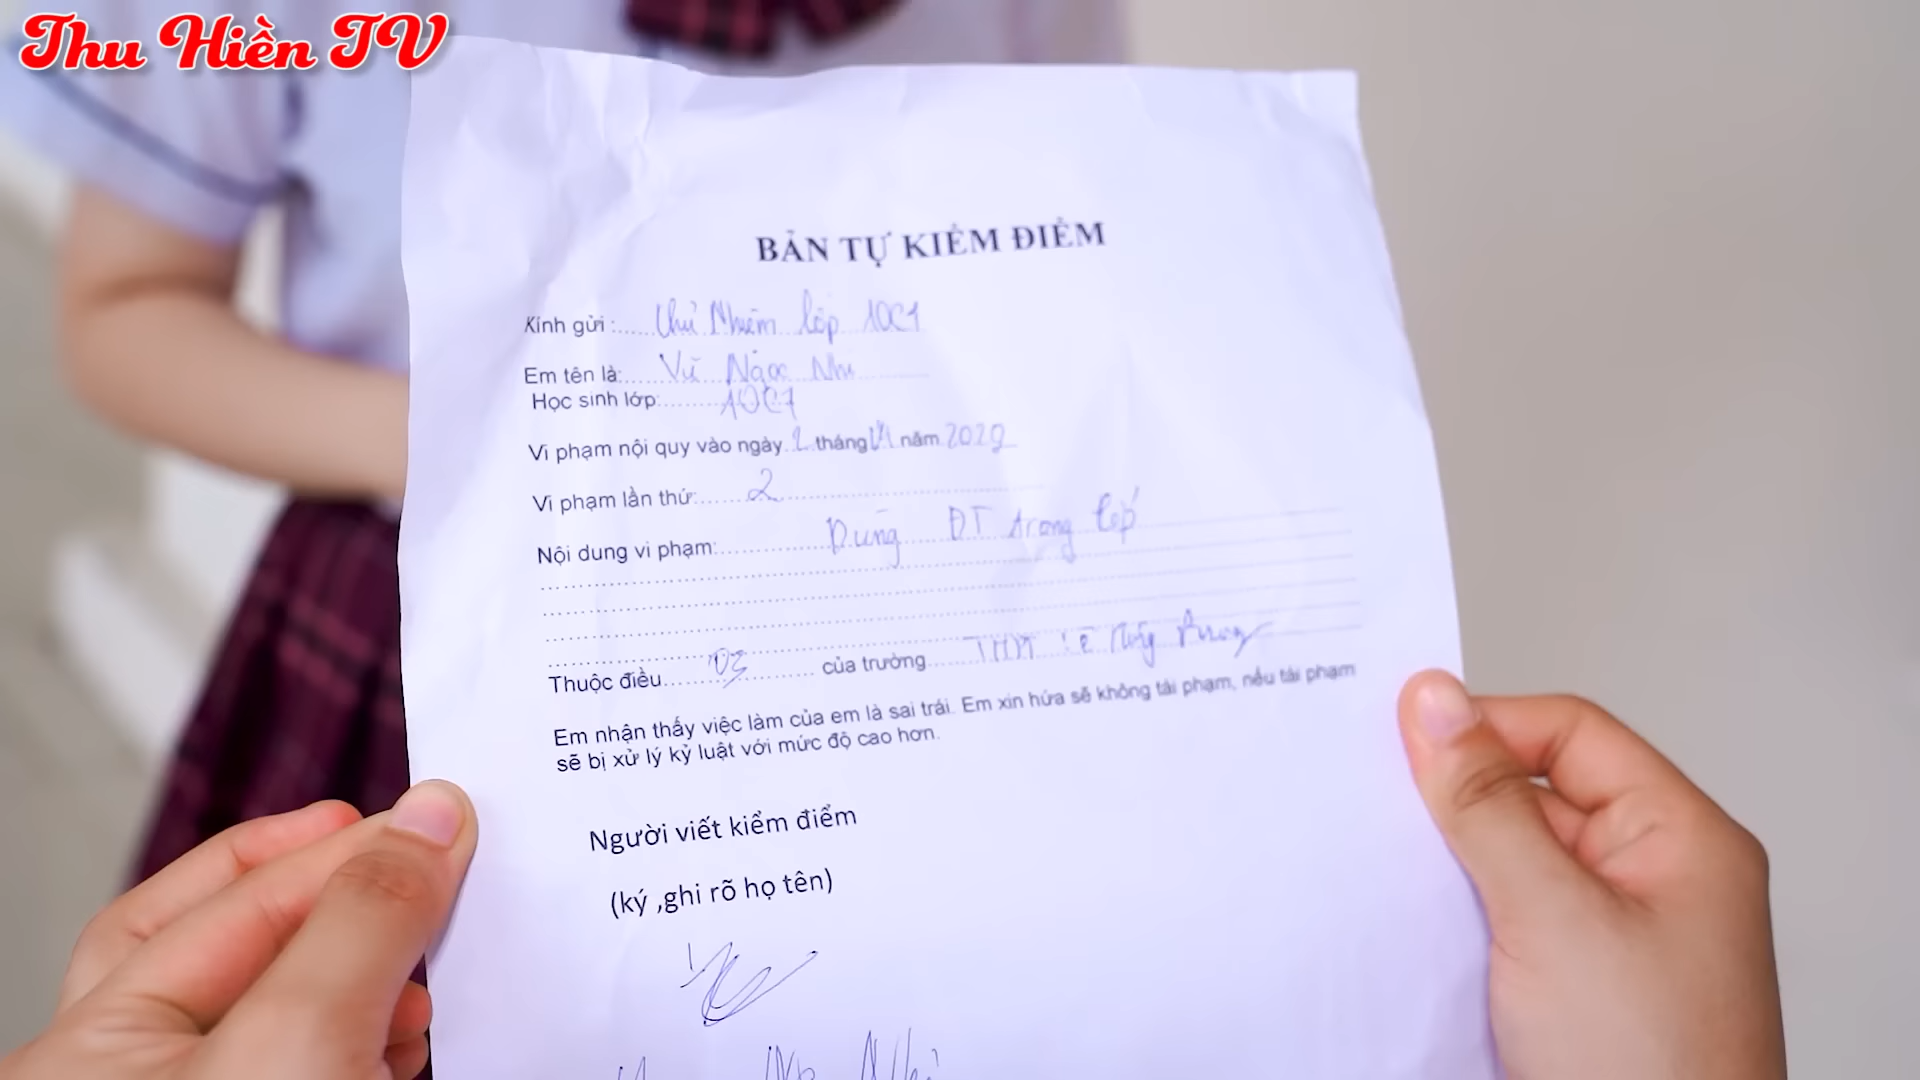 Thu Hiền TV
BẢN TỰ KIỂM ĐIỂM
Kính gửi :...... Chủ Nhiệm lớp 10C1
Em tên là:...... Vũ Ngọc Nhi
Học sinh lớp:......... 10C1
Vi phạm nội quy vào ngày 2 tháng năm 2022
Vi phạm lần thứ:....... 2
Nội dung vi phạm:.............. Dùng ĐT trong lớp
Thuộc điều...... 03 ............ của trường...... THPT Lê
Em nhận thấy việc làm của em là sai trái. Em xin hứa sẽ không tái phạm, nếu tái phạm
sẽ bị xử lý kỷ luật với mức độ cao hơn.
Người viết kiểm điểm
(ký ,ghi rõ họ tên)